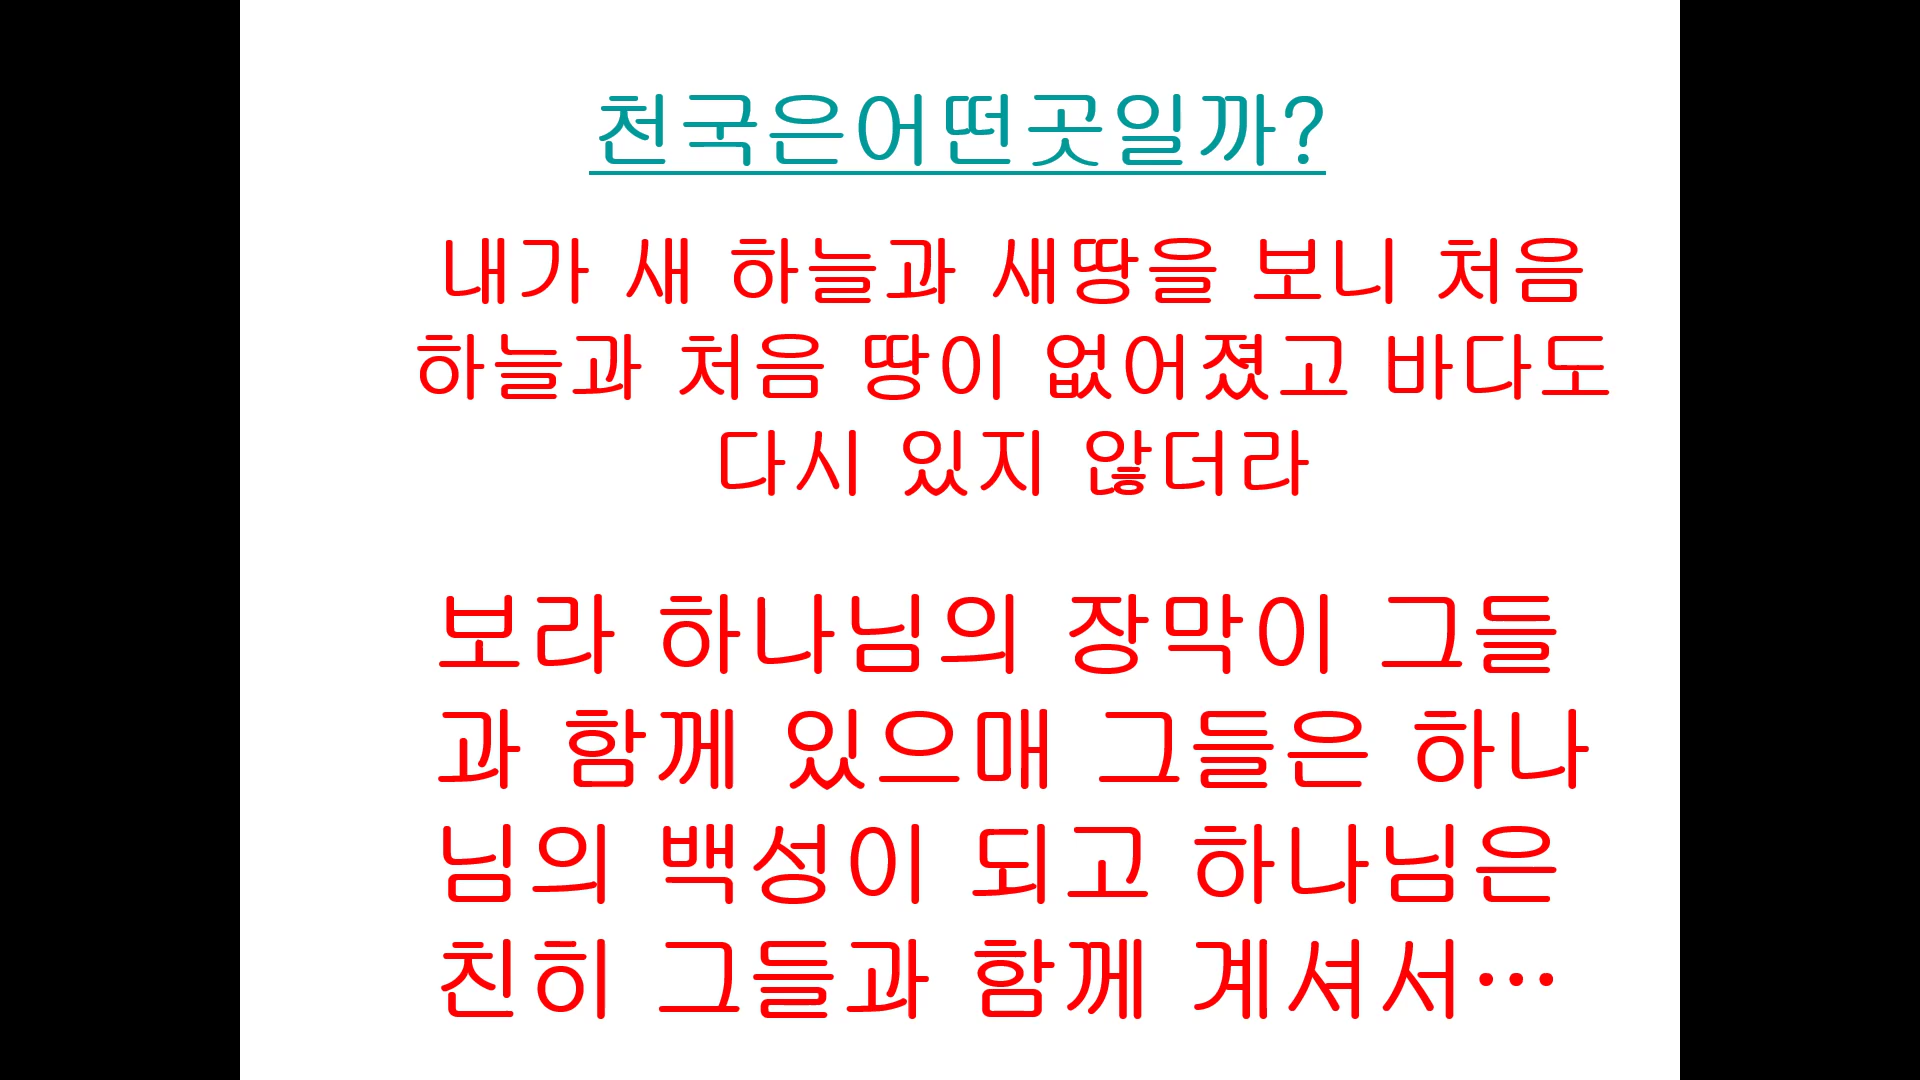 천국은어떤곳일까?
내가 새 하늘과 새땅을 보니 처음
하늘과 처음 땅이 없어졌고 바다도
다시 있지 않더라
보라 하나님의 장막이 그들
과 함께 있으매 그들은 하나
님의 백성이 되고 하나님은
친히 그들과 함께 계셔서…